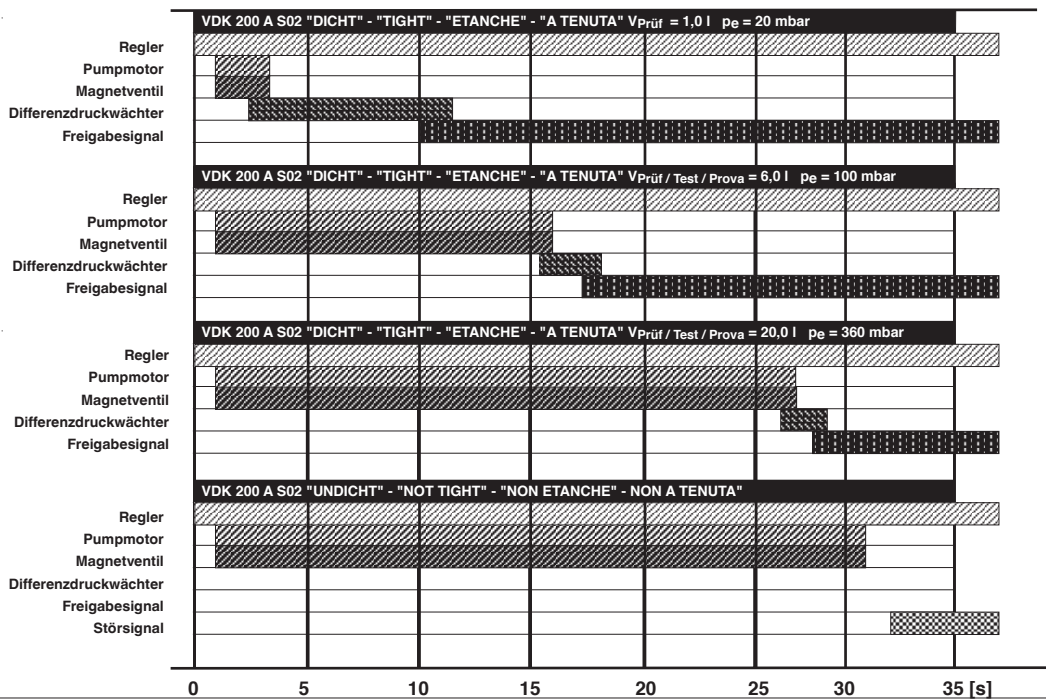 VDK 200 A S02 "DICHT" - "TIGHT" - "ETANCHE" - "A TENUTA" VPrüf = 1,0 l pe = 20 mbar
Regler
Pumpmotor
Magnetventil
Differenzdruckwächter
Freigabesignal
VDK 200 A S02 "DICHT" - "TIGHT" - "ETANCHE" - "A TENUTA" VPrüf / Test / Prova = 6,0 l pe = 100 mbar
Regler
Pumpmotor
Magnetventil
Differenzdruckwächter
Freigabesignal
VDK 200 A S02 "DICHT" - "TIGHT" - "ETANCHE" - "A TENUTA" VPrüf / Test / Prova = 20,0 l pe = 360 mbar
Regler
Pumpmotor
Magnetventil
Differenzdruckwächter
Freigabesignal
VDK 200 A S02 "UNDICHT" - "NOT TIGHT" - "NON ETANCHE" - NON A TENUTA"
Regler
Pumpmotor
Magnetventil
Differenzdruckwächter
Freigabesignal
Störsignal
0 5 10 15 20 25 30 35 [s]